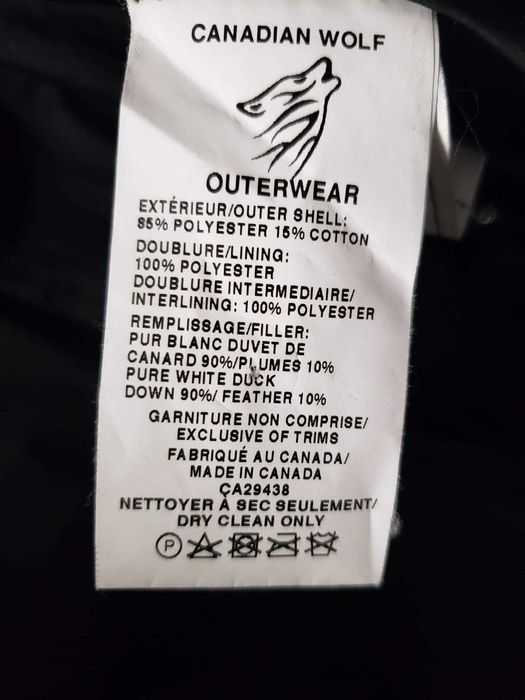 CANADIAN WOLF
OUTERWEAR
EXTÉRIEUR/OUTER SHELL:
85% POLYESTER 15% COTTON
DOUBLURE/LINING:
100% POLYESTER
DOUBLURE INTERMEDIAIRE/
INTERLINING: 100% POLYESTER
REMPLISSAGE/FILLER:
PUR BLANC DUVET DE
CANARD 90%/PLUMES 10%
PURE WHITE DUCK
DOWN 90%/ FEATHER 10%
GARNITURE NON COMPRISE/
EXCLUSIVE OF TRIMS
FABRIQUÉ AU CANADA/
MADE IN CANADA
CA29438
NETTOYER À SEC SEULEMENT/
DRY CLEAN ONLY
P